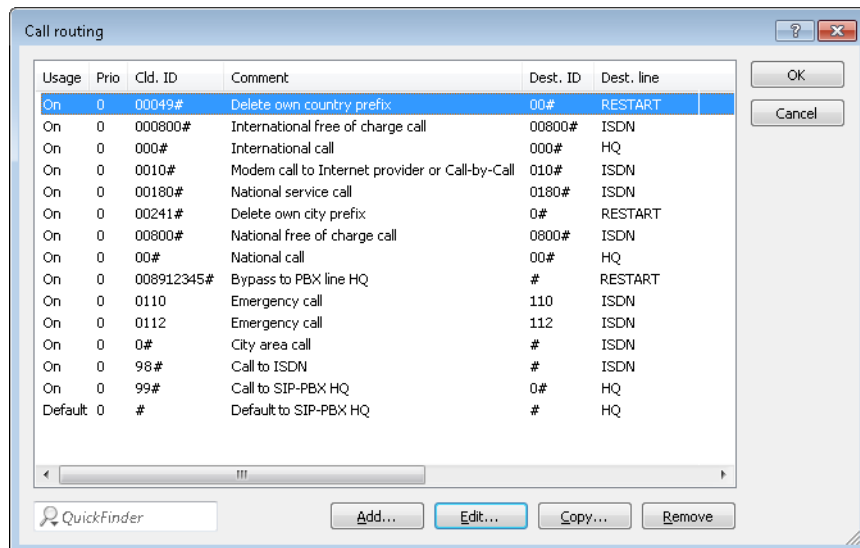 Call routing
Usage Prio Cld. ID Comment Dest. ID Dest. line
On 0 00049# Delete own country prefix 00# RESTART
On 0 000800# International free of charge call 00800# ISDN
On 0 000# International call 000# HQ
On 0 0010# Modem call to Internet provider or Call-by-Call 010# ISDN
On 0 00180# National service call 0180# ISDN
On 0 00241# Delete own city prefix 0# RESTART
On 0 00800# National free of charge call 0800# ISDN
On 0 00# National call 00# HQ
On 0 008912345# Bypass to PBX line HQ # RESTART
On 0 0110 Emergency call 110 ISDN
On 0 0112 Emergency call 112 ISDN
On 0 0# City area call # ISDN
On 0 98# Call to ISDN # ISDN
On 0 99# Call to SIP-PBX HQ 0# HQ
Default 0 # Default to SIP-PBX HQ # HQ
OK
Cancel
QuickFinder Add... Edit... Copy... Remove